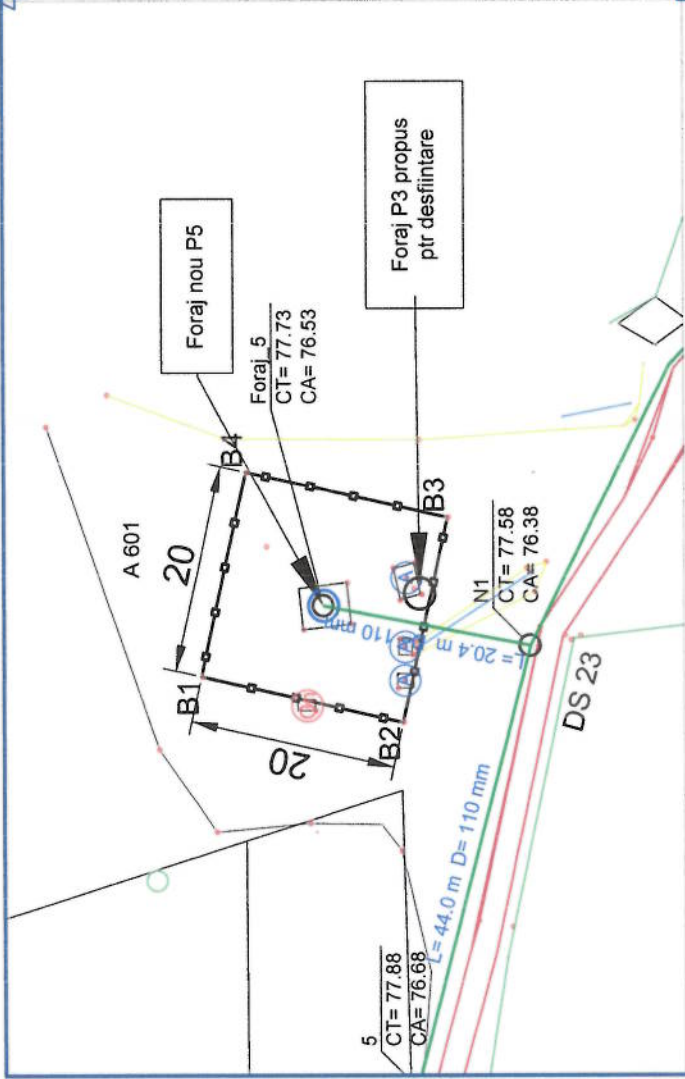 Foraj nou P5
Foraj_5
CT= 77.73
CA= 76.53
Foraj P3 propus
ptr desfiintare
A 601
B4
20
B1
B3
N1
CT= 77.58
CA= 76.38
L= 20.4 m
110 mm
B2
20
DS 23
L= 44.0 m D= 110 mm
5
CT= 77.88
CA= 76.68